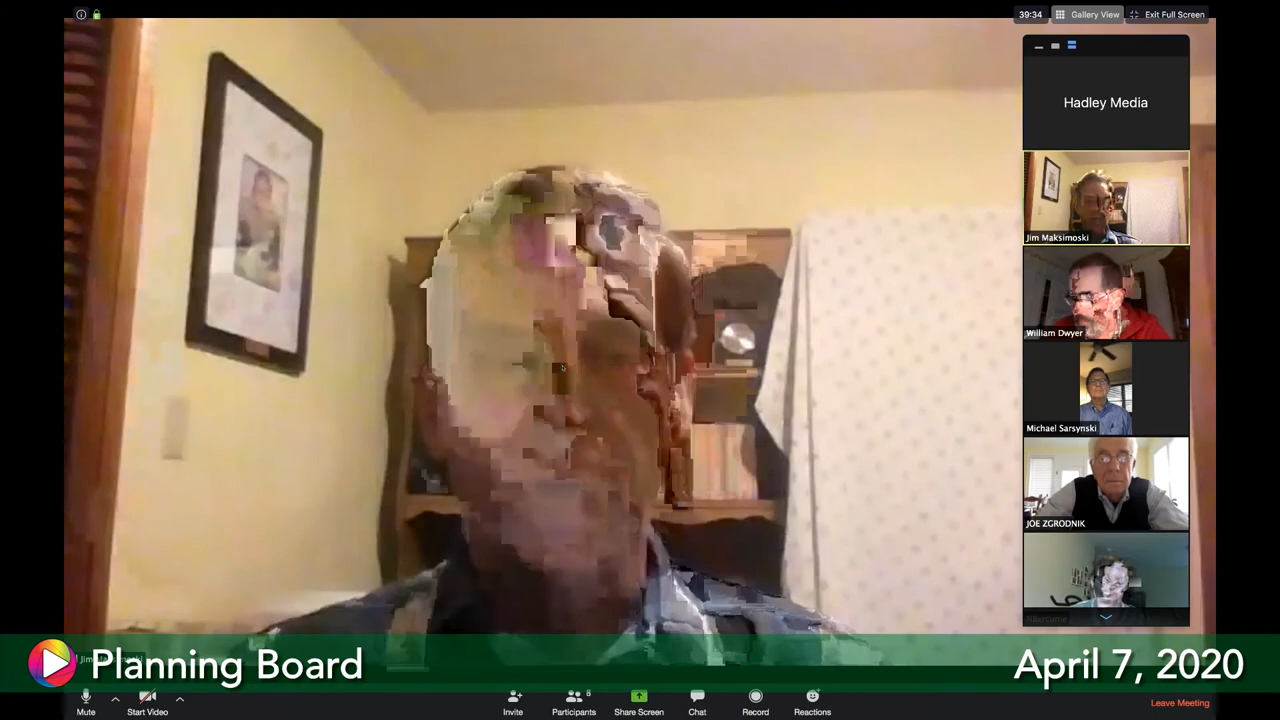 39:34
Gallery View
Exit Full Screen
Hadley Media
Jim Maksimoski
William Dwyer
Michael Sarsynski
JOE ZGRODNIK
Planning Board
April 7, 2020
Mute
Start Video
Invite
Participants
8
Share Screen
Chat
Record
Reactions
Leave Meeting